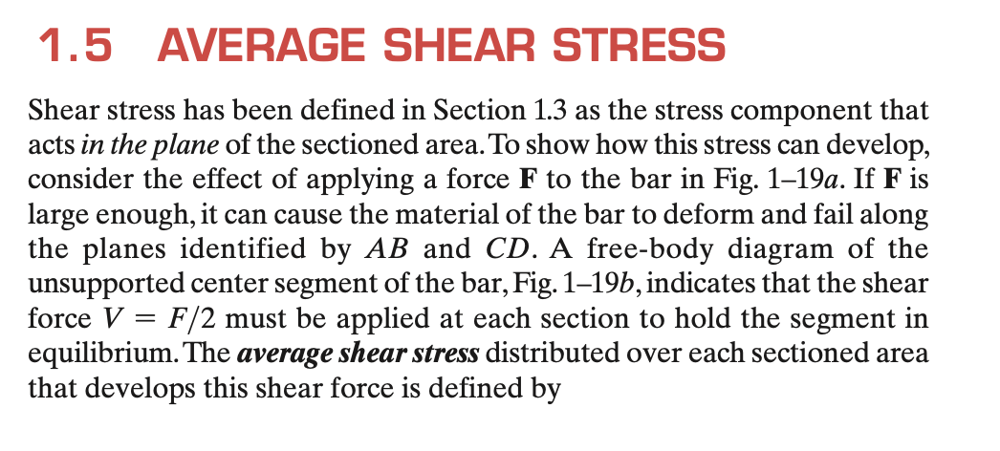 1.5 AVERAGE SHEAR STRESS
Shear stress has been defined in Section 1.3 as the stress component that
acts in the plane of the sectioned area. To show how this stress can develop,
consider the effect of applying a force F to the bar in Fig. 1–19a. If F is
large enough, it can cause the material of the bar to deform and fail along
the planes identified by AB and CD. A free-body diagram of the
unsupported center segment of the bar, Fig. 1–19b, indicates that the shear
force V = F/2 must be applied at each section to hold the segment in
equilibrium. The average shear stress distributed over each sectioned area
that develops this shear force is defined by